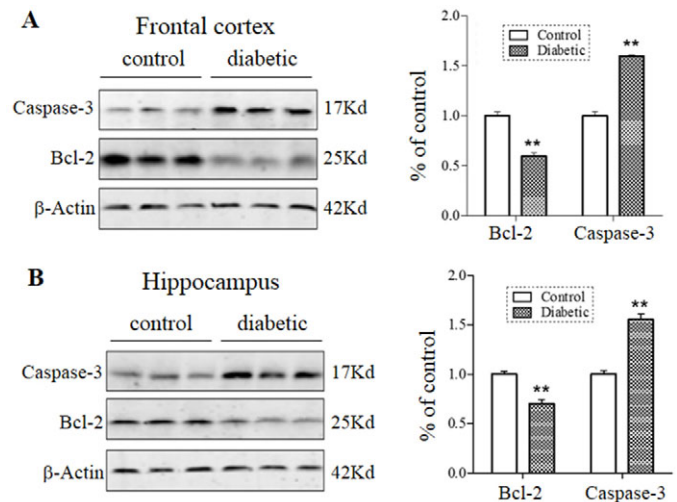 A
Frontal cortex
control diabetic
Caspase-3 17Kd
Bcl-2 25Kd
β-Actin 42Kd
% of control
2.0
1.5
1.0
0.5
0.0
Control
Diabetic
**
**
Bcl-2 Caspase-3
B
Hippocampus
control diabetic
Caspase-3 17Kd
Bcl-2 25Kd
β-Actin 42Kd
% of control
2.0
1.5
1.0
0.5
0.0
Control
Diabetic
**
**
Bcl-2 Caspase-3